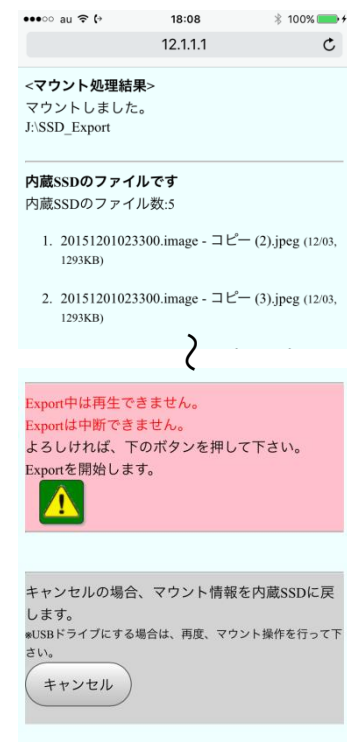 au 18:08 100%
12.1.1.1
<マウント処理結果>
マウントしました。
J:\SSD_Export
内蔵SSDのファイルです
内蔵SSDのファイル数:5
1. 20151201023300.image - コピー (2).jpeg (12/03,
1293KB)
2. 20151201023300.image - コピー (3).jpeg (12/03,
1293KB)
Export中は再生できません。
Exportは中断できません。
よろしければ、下のボタンを押して下さい。
Exportを開始します。
キャンセルの場合、マウント情報を内蔵SSDに戻
します。
※USBドライブにする場合は、再度、マウント操作を行って下
さい。
キャンセル